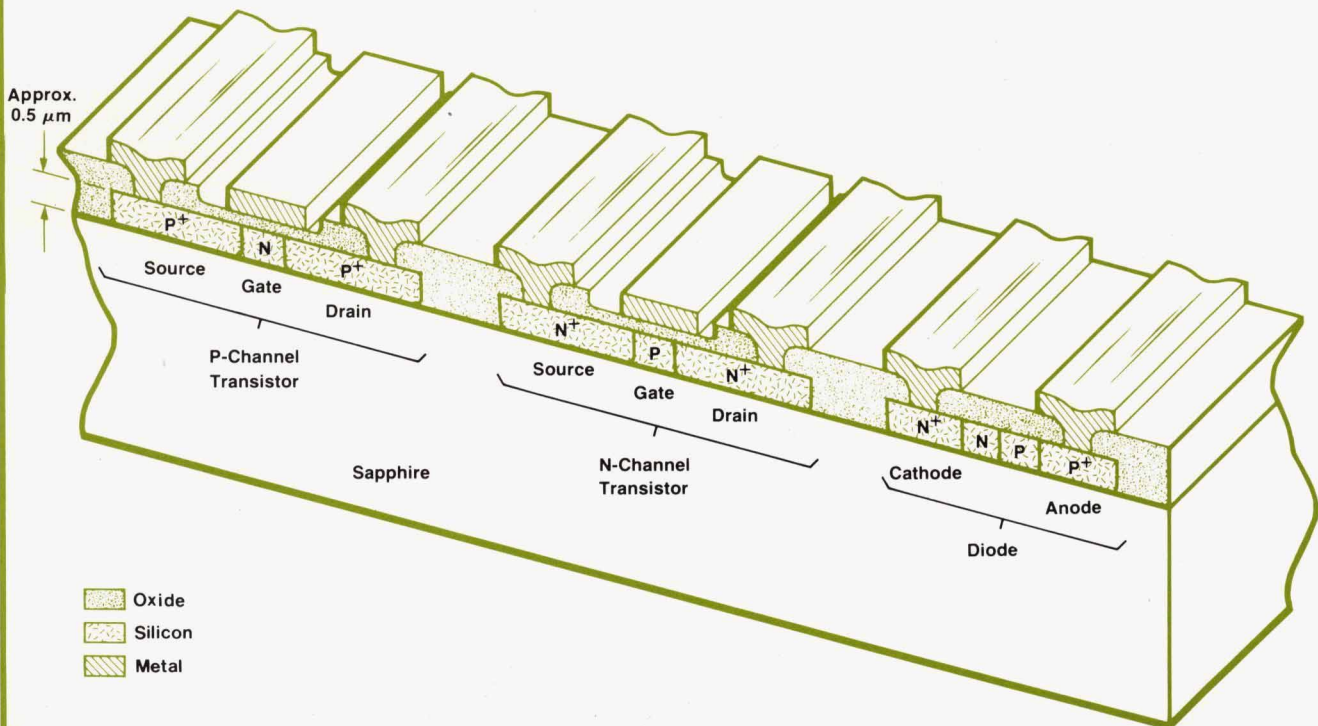 Approx.
0.5 μm
P+
N
P+
Source
Gate
Drain
P-Channel
Transistor
N+
P
N+
Source
Gate
Drain
N-Channel
Transistor
N+
N
P
P+
Cathode
Anode
Diode
Sapphire
Oxide
Silicon
Metal